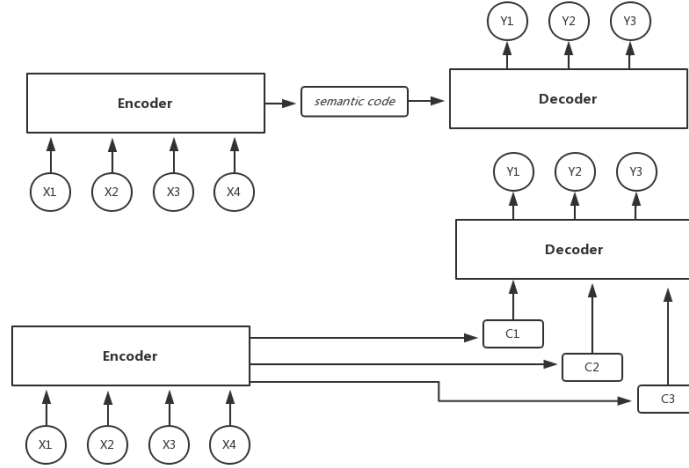 Y1 Y2 Y3
Encoder semantic code Decoder
X1 X2 X3 X4
Y1 Y2 Y3
Decoder
C1
Encoder
C2
C3
X1 X2 X3 X4